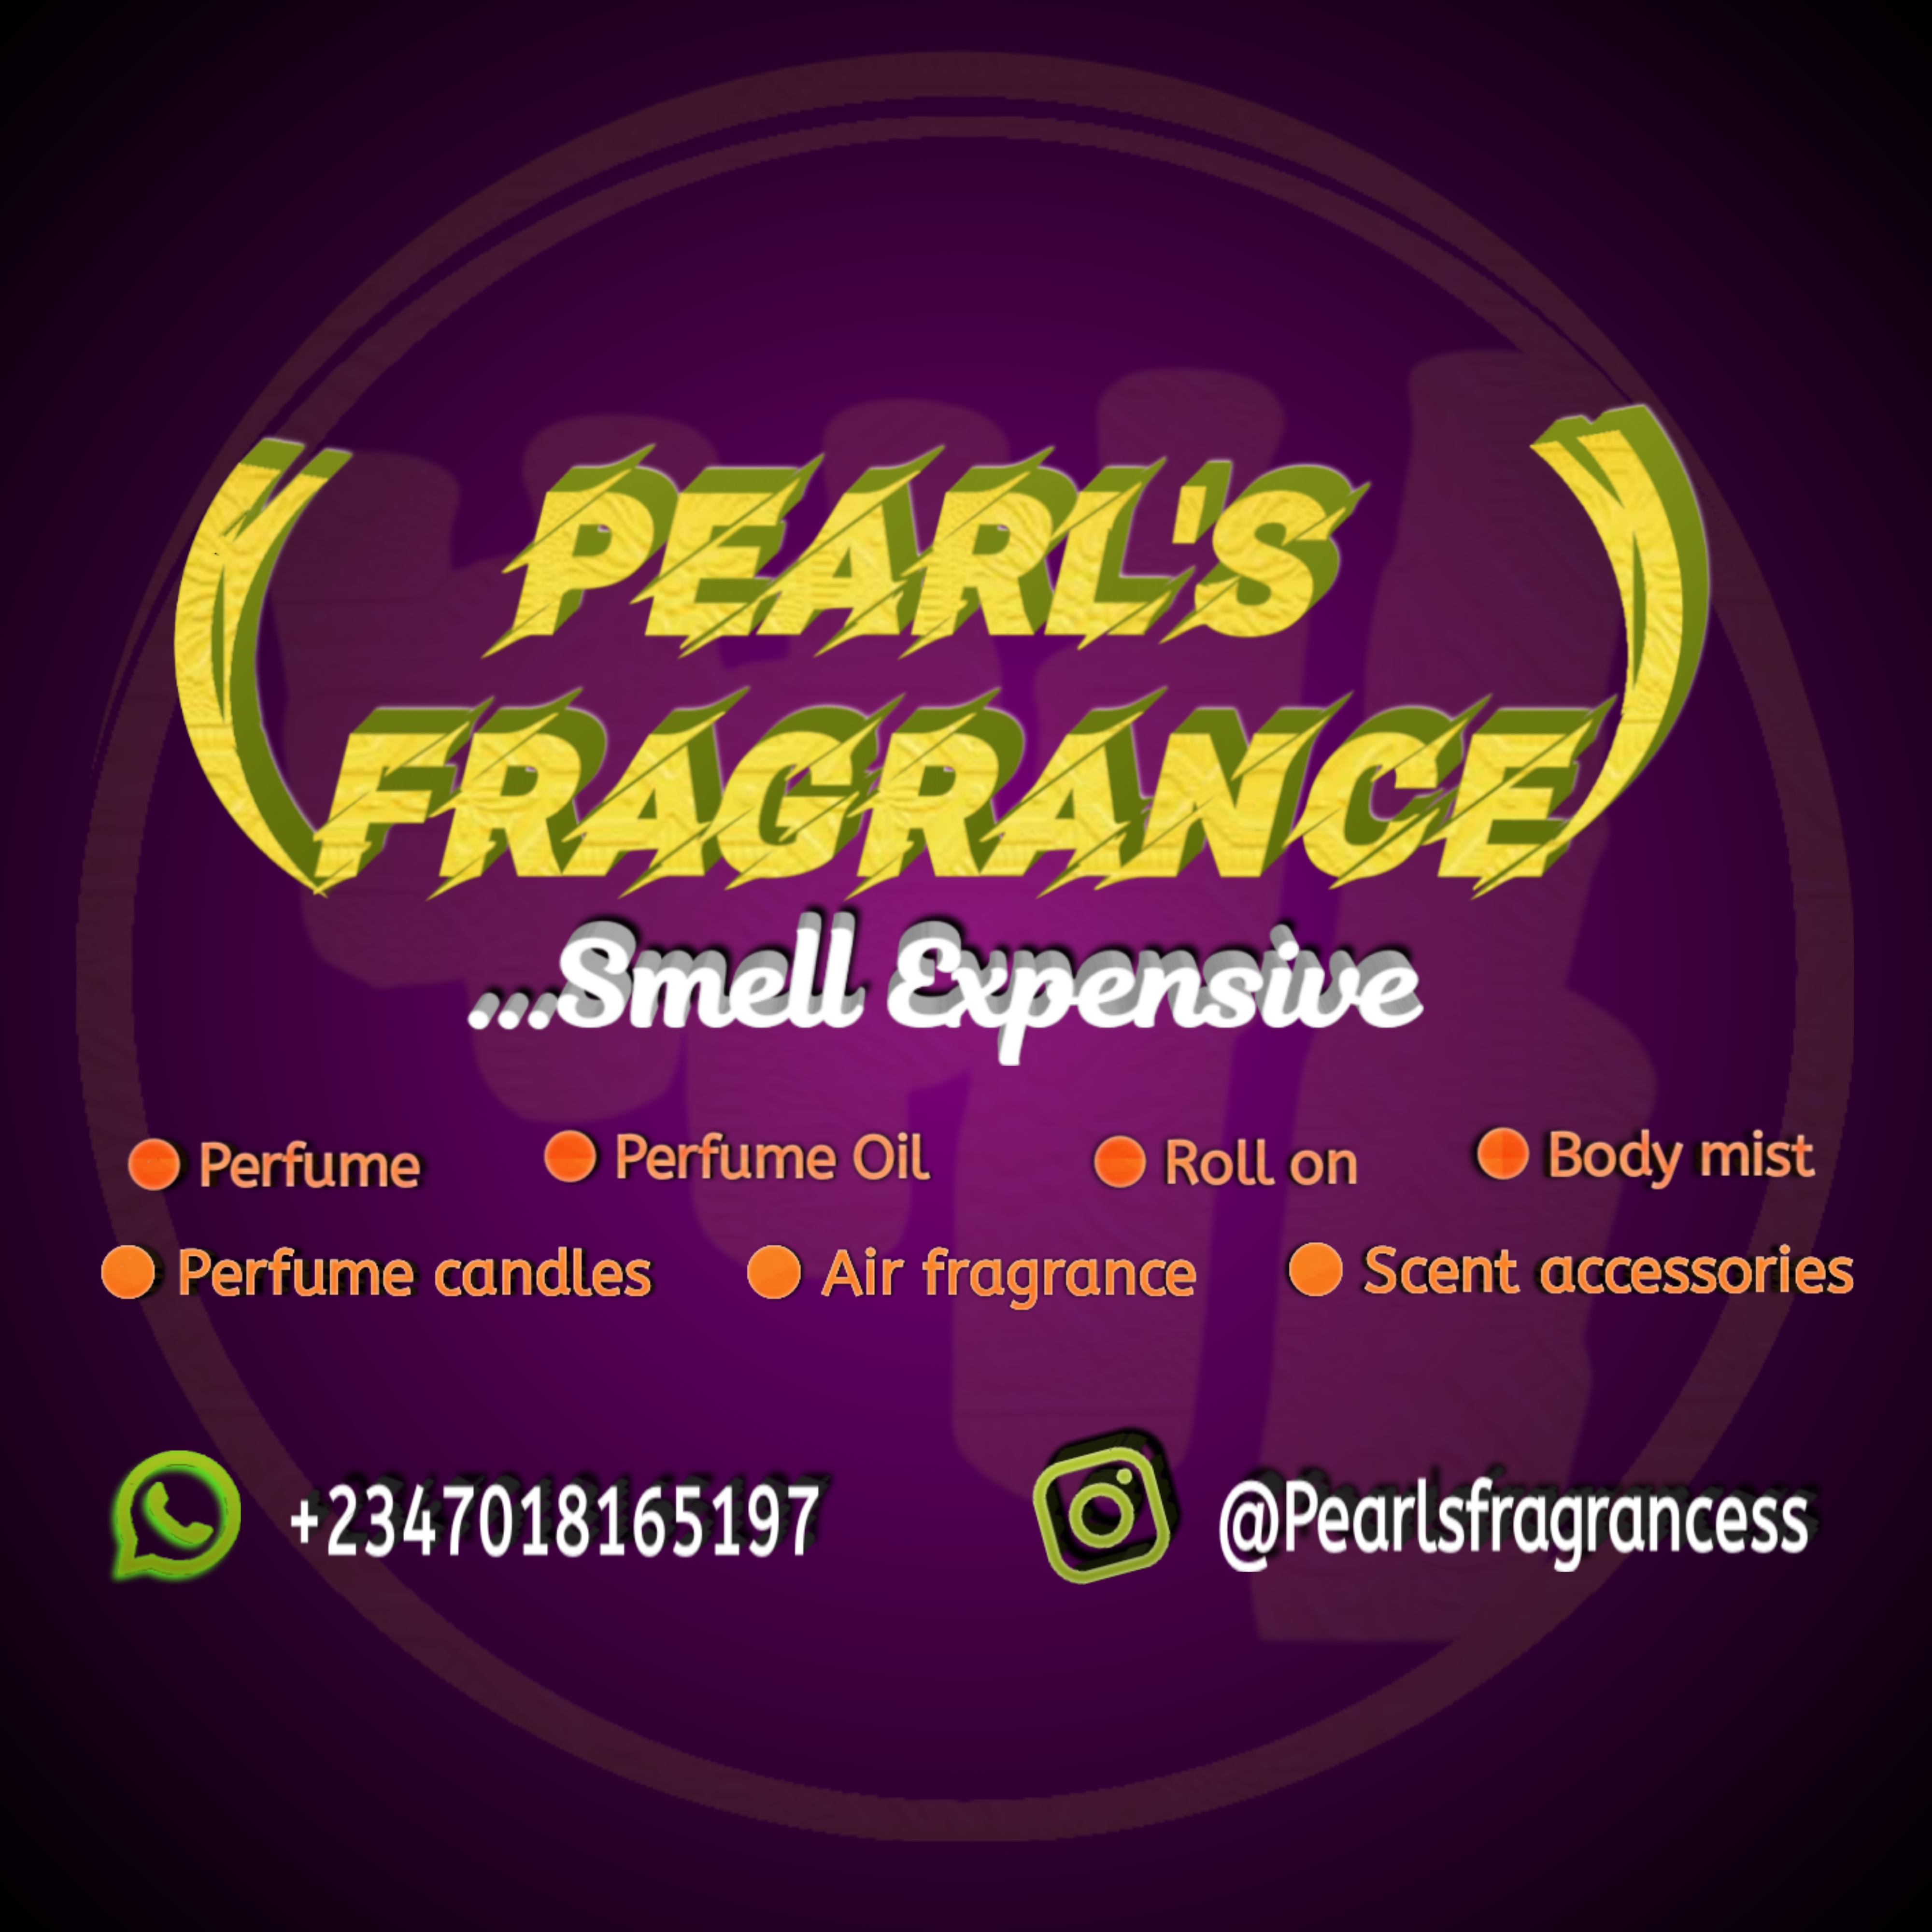 PEARL'S
FRAGRANCE
...Smell Expensive
Perfume Perfume Oil Roll on Body mist
Perfume candles Air fragrance Scent accessories
+2347018165197 @Pearlsfragrancess